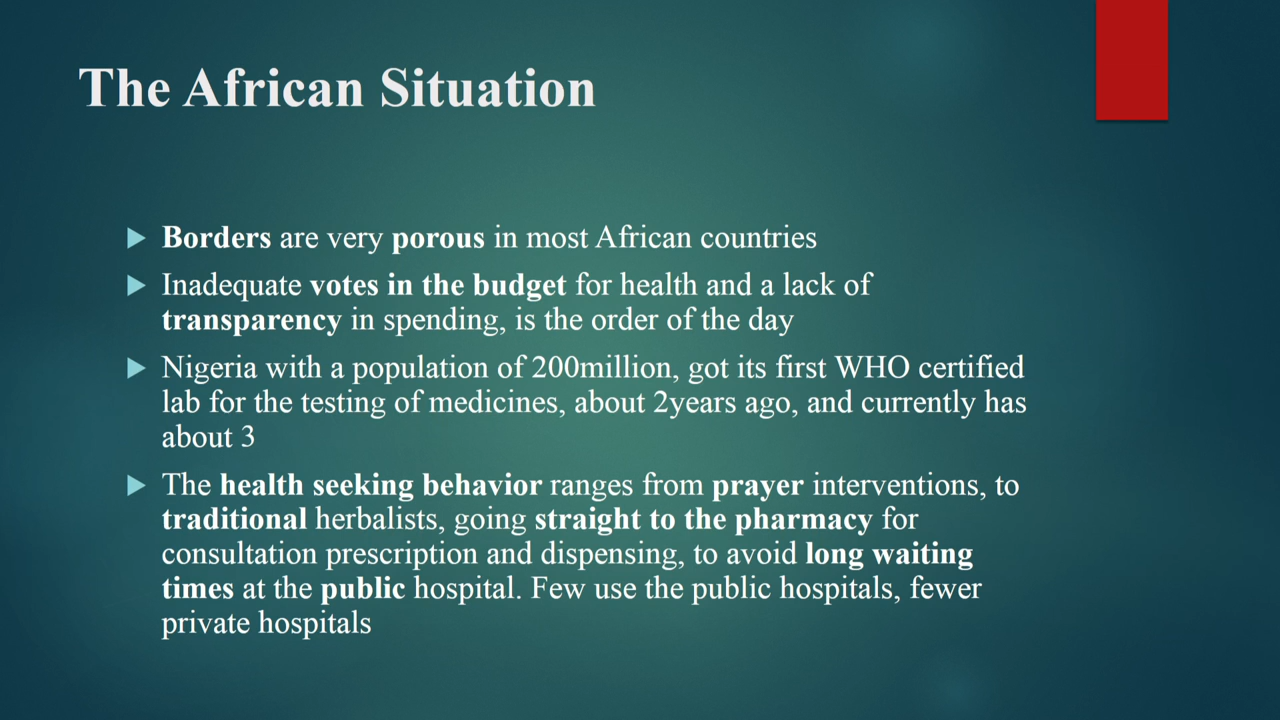 The African Situation
Borders are very porous in most African countries
Inadequate votes in the budget for health and a lack of
transparency in spending, is the order of the day
Nigeria with a population of 200million, got its first WHO certified
lab for the testing of medicines, about 2years ago, and currently has
about 3
The health seeking behavior ranges from prayer interventions, to
traditional herbalists, going straight to the pharmacy for
consultation prescription and dispensing, to avoid long waiting
times at the public hospital. Few use the public hospitals, fewer
private hospitals